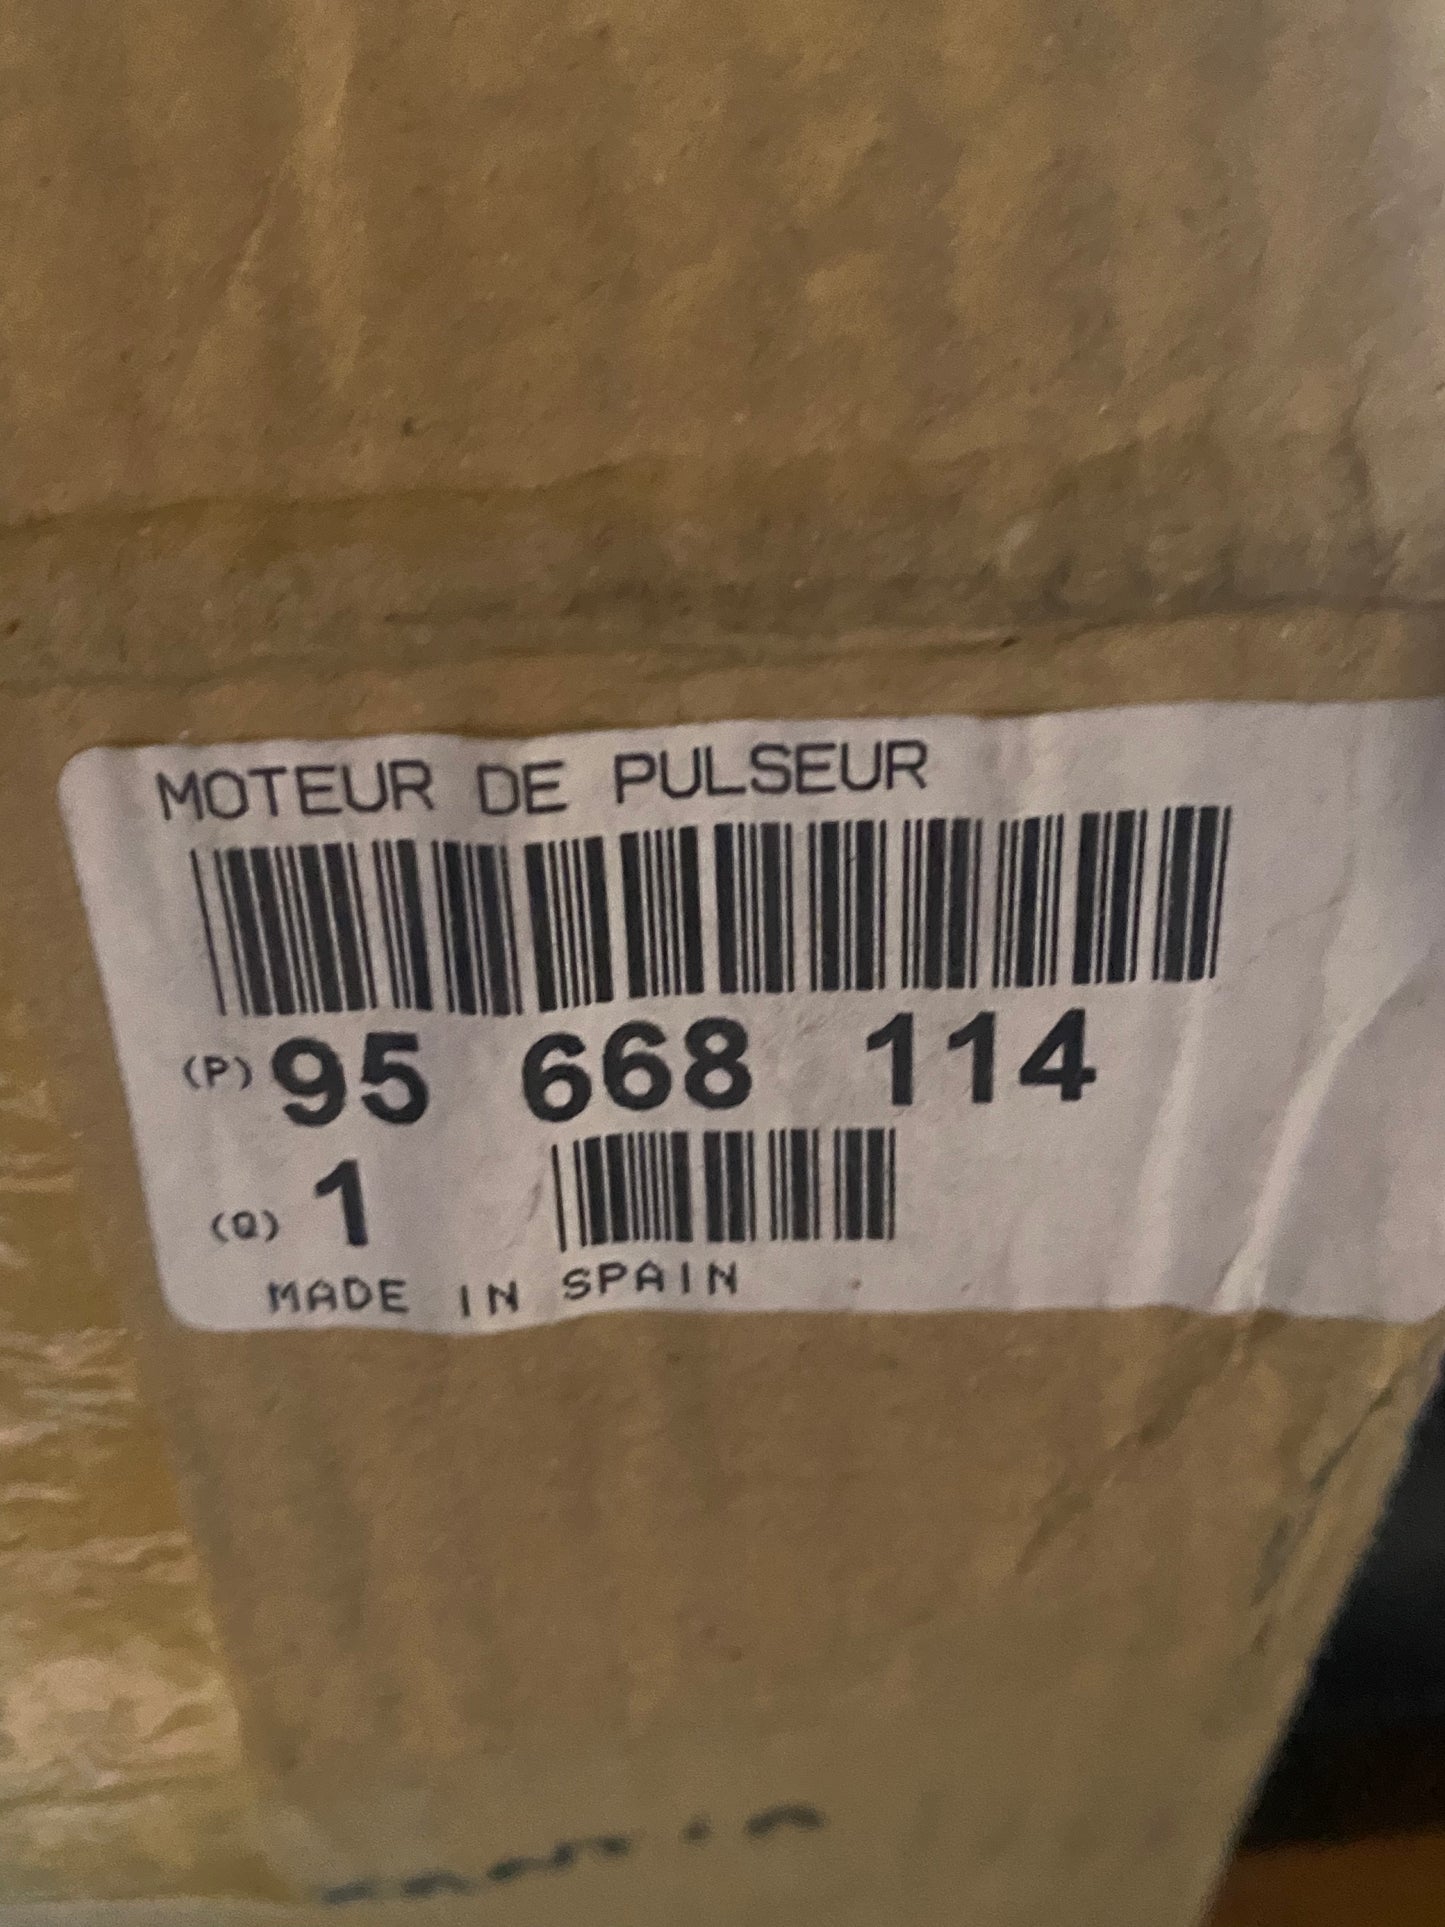 MOTEUR DE PULSEUR
(P) 95 668 114
(Q) 1
MADE IN SPAIN